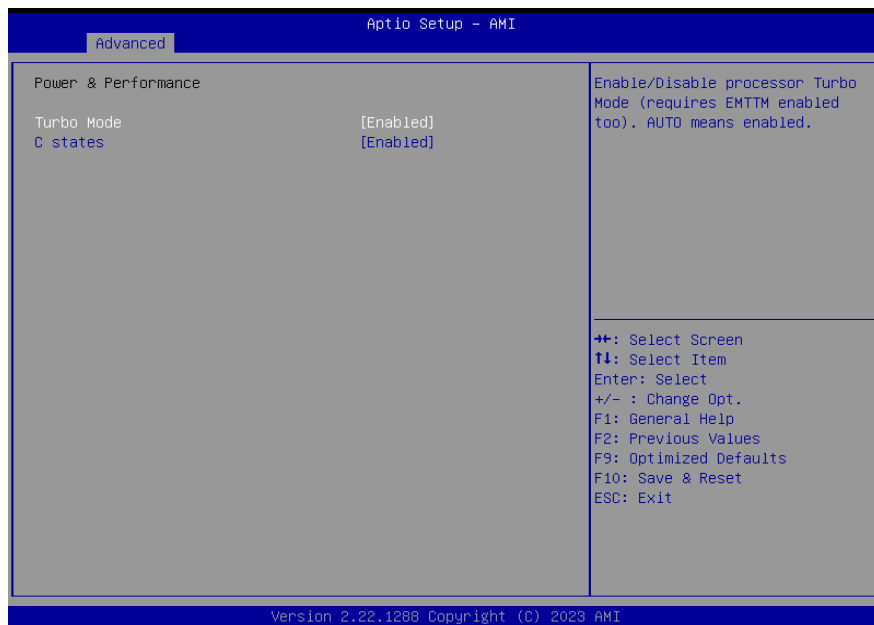 Aptio Setup – AMI
Advanced
Power & Performance
Turbo Mode [Enabled]
C states [Enabled]
Enable/Disable processor Turbo
Mode (requires EMTTM enabled
too). AUTO means enabled.
→←: Select Screen
↑↓: Select Item
Enter: Select
+/- : Change Opt.
F1: General Help
F2: Previous Values
F9: Optimized Defaults
F10: Save & Reset
ESC: Exit
Version 2.22.1288 Copyright (C) 2023 AMI